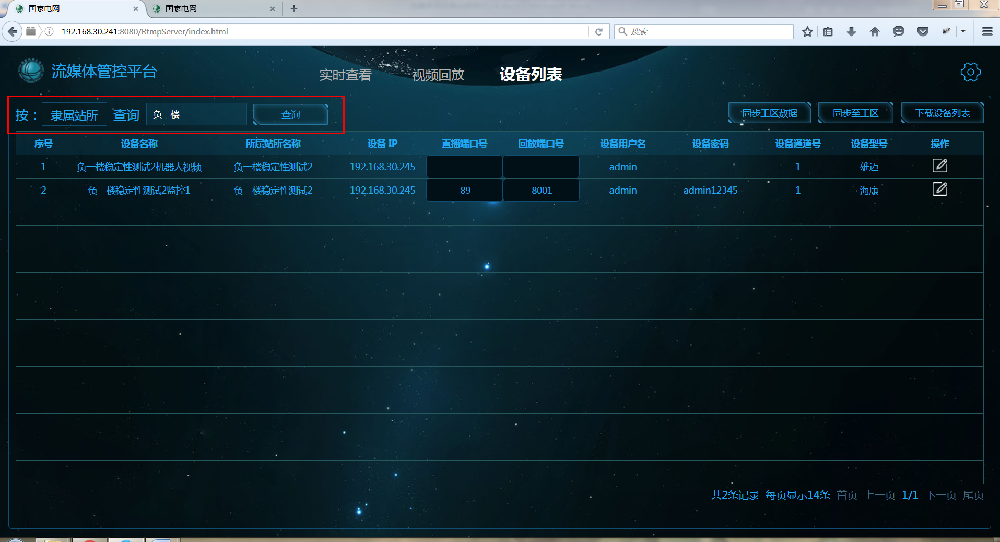 国家电网
国家电网
192.168.30.241:8080/RtmpServer/index.html
搜索
流媒体管控平台
实时查看 视频回放 设备列表
按： 隶属站所 查询 负一楼 查询
同步工区数据 同步至工区 下载设备列表
序号 设备名称 所属站所名称 设备 IP 直播端口号 回放端口号 设备用户名 设备密码 设备通道号 设备型号 操作
1 负一楼稳定性测试2机器人视频 负一楼稳定性测试2 192.168.30.245 admin 1 雄迈
2 负一楼稳定性测试2监控1 负一楼稳定性测试2 192.168.30.245 89 8001 admin admin12345 1 海康
共2条记录 每页显示14条 首页 上一页 1/1 下一页 尾页